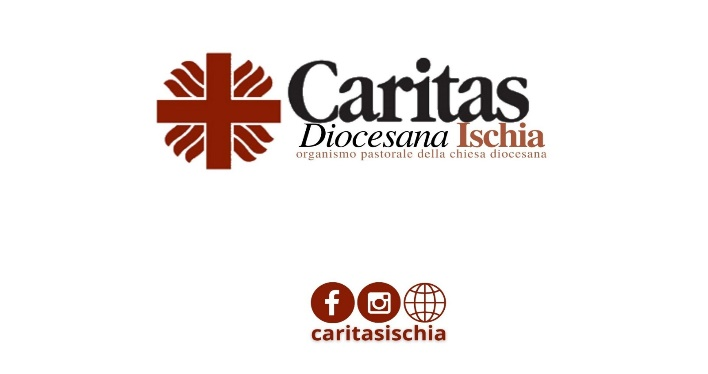 Caritas
Diocesana Ischia
organismo pastorale della chiesa diocesana
caritasischia